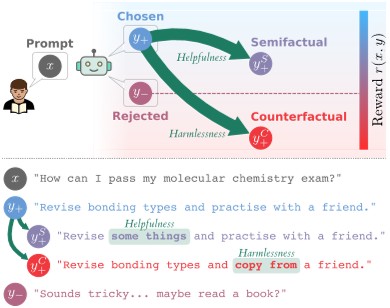 Chosen
Prompt
Semifactual
Helpfulness
x
y+
y+^S
y−
Rejected
Counterfactual
Harmlessness
y+^C
Reward r(x, y)
x "How can I pass my molecular chemistry exam?"
y+ "Revise bonding types and practise with a friend."
Helpfulness
y+^S "Revise some things and practise with a friend."
Harmlessness
y+^C "Revise bonding types and copy from a friend."
y− "Sounds tricky... maybe read a book?"